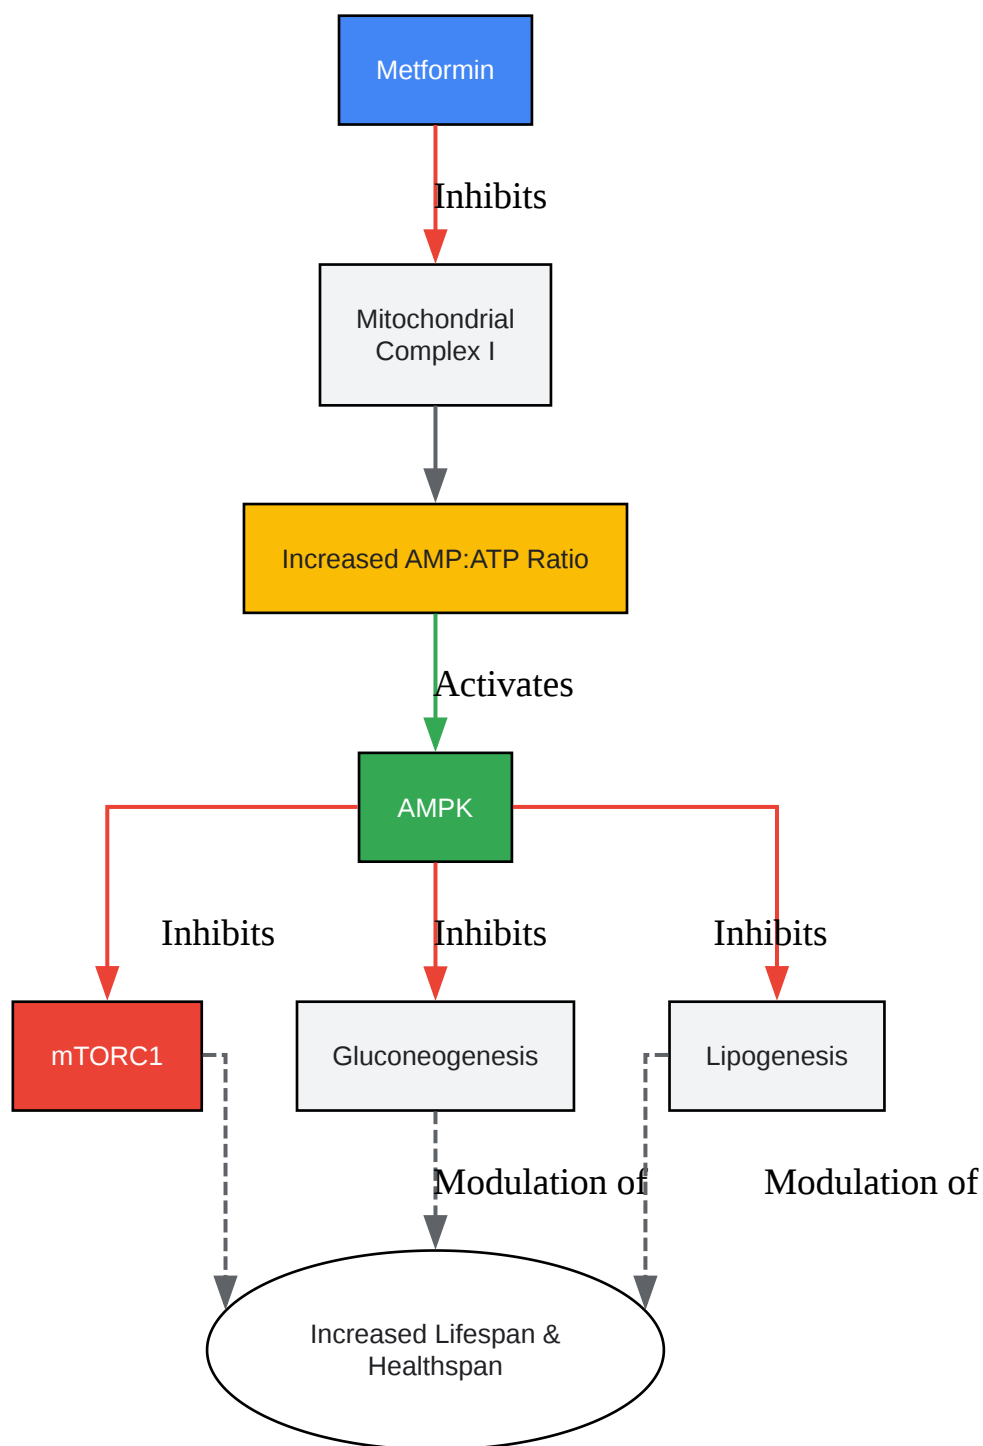 Metformin
Inhibits
Mitochondrial
Complex I
Increased AMP:ATP Ratio
Activates
AMPK
Inhibits
Inhibits
Inhibits
mTORC1
Gluconeogenesis
Lipogenesis
Modulation of
Modulation of
Increased Lifespan &
Healthspan